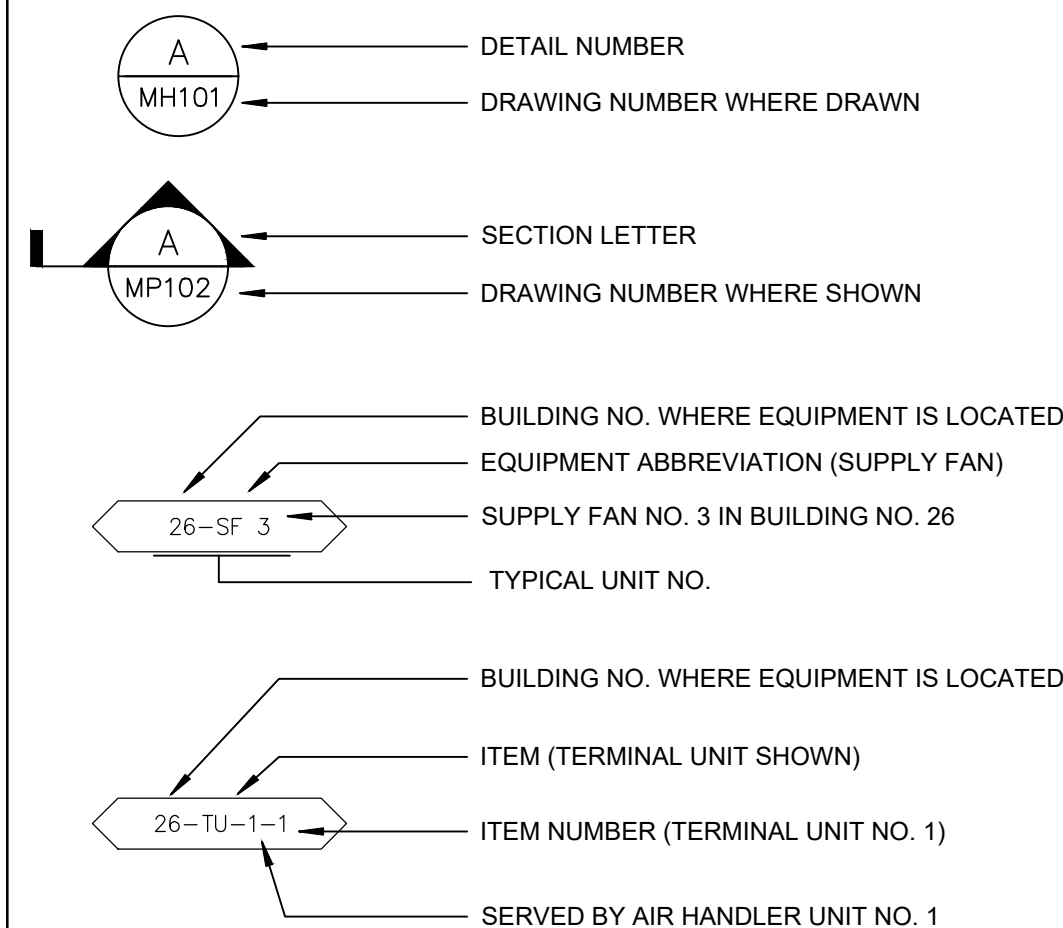 A
DETAIL NUMBER
MH101
DRAWING NUMBER WHERE DRAWN
A
SECTION LETTER
MP102
DRAWING NUMBER WHERE SHOWN
BUILDING NO. WHERE EQUIPMENT IS LOCATED
EQUIPMENT ABBREVIATION (SUPPLY FAN)
26-SF 3
SUPPLY FAN NO. 3 IN BUILDING NO. 26
TYPICAL UNIT NO.
BUILDING NO. WHERE EQUIPMENT IS LOCATED
ITEM (TERMINAL UNIT SHOWN)
26-TU-1-1
ITEM NUMBER (TERMINAL UNIT NO. 1)
SERVED BY AIR HANDLER UNIT NO. 1